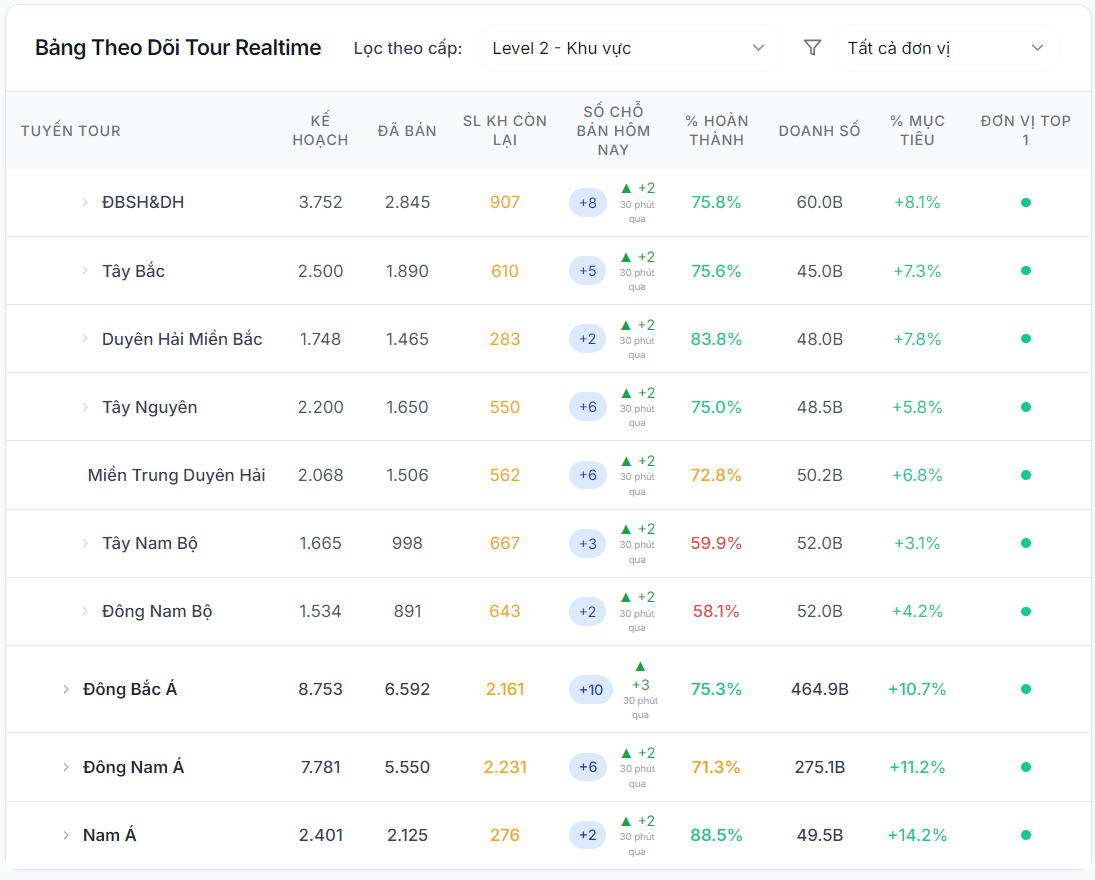 Bảng Theo Dõi Tour Realtime Lọc theo cấp: Level 2 - Khu vực Tất cả đơn vị
TUYẾN TOUR KẾ HOẠCH ĐÃ BÁN SL KH CÒN LẠI SỐ CHỖ BÁN HÔM NAY % HOÀN THÀNH DOANH SỐ % MỤC TIÊU ĐƠN VỊ TOP 1
ĐBSH&DH 3.752 2.845 907 +8 ▲ +2 30 phút qua 75.8% 60.0B +8.1%
Tây Bắc 2.500 1.890 610 +5 ▲ +2 30 phút qua 75.6% 45.0B +7.3%
Duyên Hải Miền Bắc 1.748 1.465 283 +2 ▲ +2 30 phút qua 83.8% 48.0B +7.8%
Tây Nguyên 2.200 1.650 550 +6 ▲ +2 30 phút qua 75.0% 48.5B +5.8%
Miền Trung Duyên Hải 2.068 1.506 562 +6 ▲ +2 30 phút qua 72.8% 50.2B +6.8%
Tây Nam Bộ 1.665 998 667 +3 ▲ +2 30 phút qua 59.9% 52.0B +3.1%
Đông Nam Bộ 1.534 891 643 +2 ▲ +2 30 phút qua 58.1% 52.0B +4.2%
Đông Bắc Á 8.753 6.592 2.161 +10 ▲ +3 30 phút qua 75.3% 464.9B +10.7%
Đông Nam Á 7.781 5.550 2.231 +6 ▲ +2 30 phút qua 71.3% 275.1B +11.2%
Nam Á 2.401 2.125 276 +2 ▲ +2 30 phút qua 88.5% 49.5B +14.2%